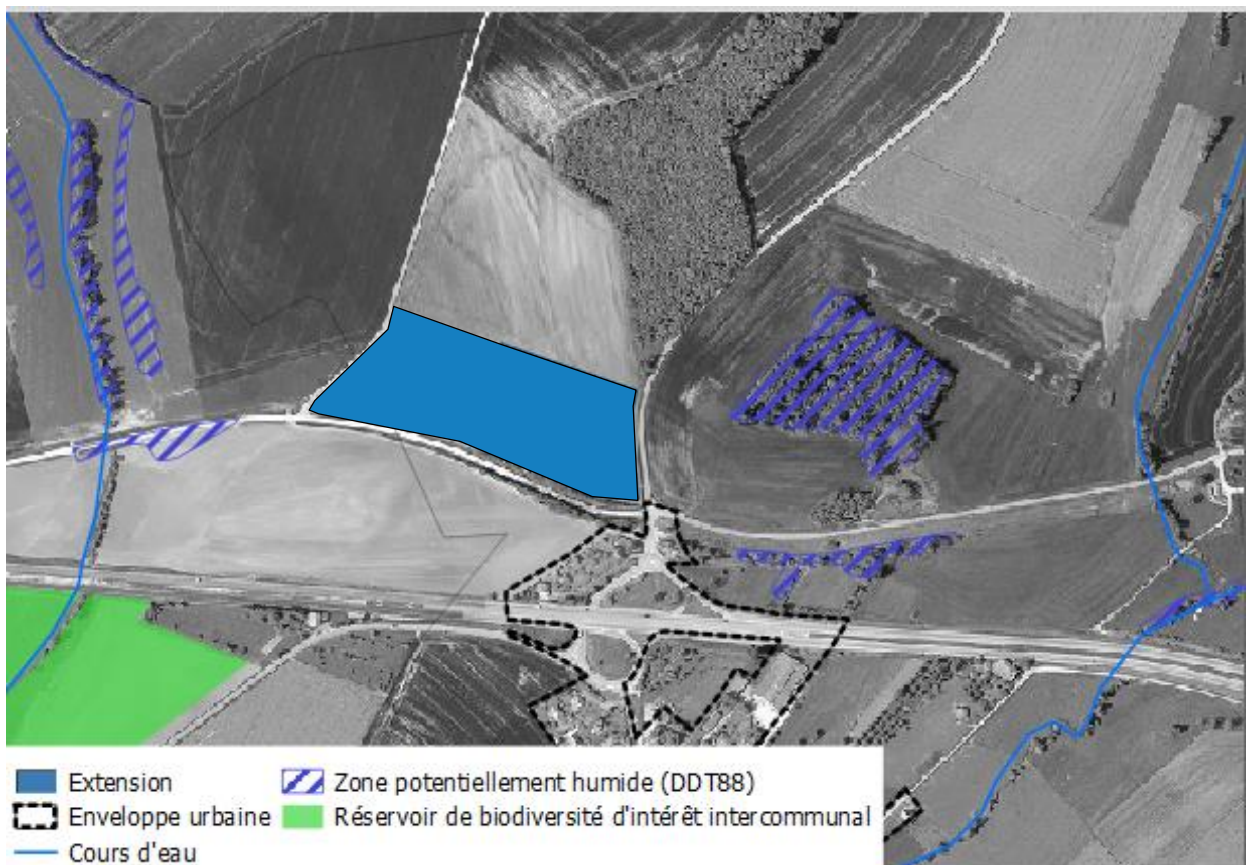 Extension
Zone potentiellement humide (DDT88)
Enveloppe urbaine
Réservoir de biodiversité d'intérêt intercommunal
Cours d'eau